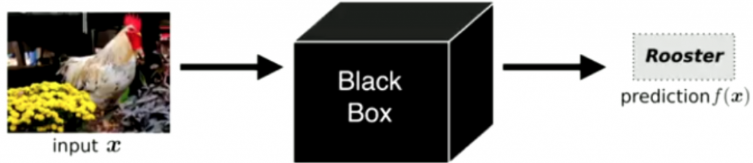 input x
Black
Box
Rooster
prediction f(x)